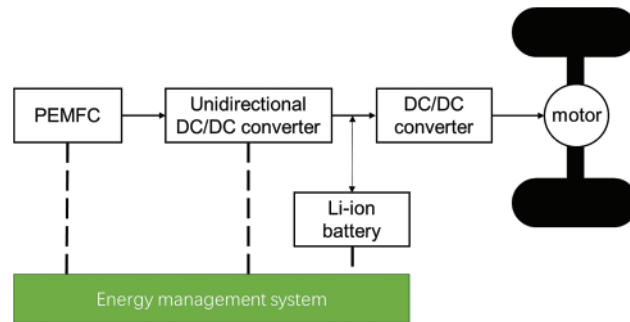 PEMFC
Unidirectional
DC/DC converter
DC/DC
converter
motor
Li-ion
battery
Energy management system